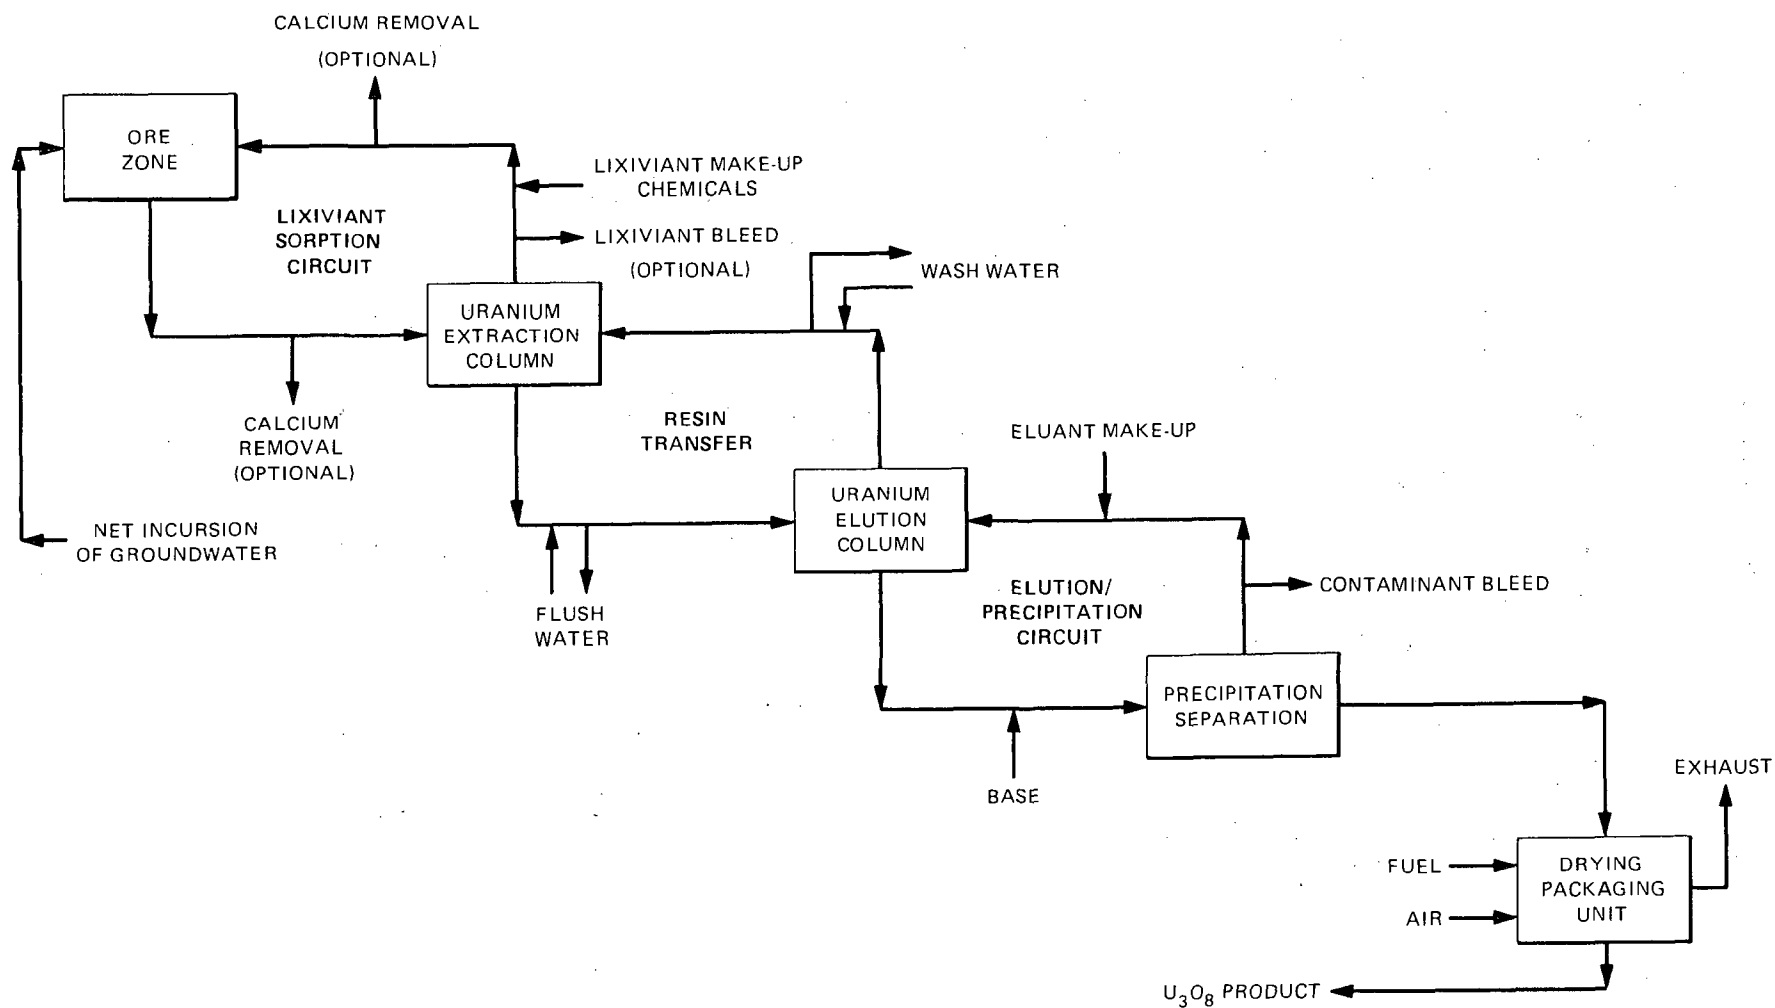 CALCIUM REMOVAL
(OPTIONAL)
ORE
ZONE
LIXIVIANT MAKE-UP
CHEMICALS
LIXIVIANT
SORPTION
CIRCUIT
LIXIVIANT BLEED
(OPTIONAL)
WASH WATER
URANIUM
EXTRACTION
COLUMN
CALCIUM
REMOVAL
(OPTIONAL)
RESIN
TRANSFER
ELUANT MAKE-UP
NET INCURSION
OF GROUNDWATER
URANIUM
ELUTION
COLUMN
FLUSH
WATER
ELUTION/
PRECIPITATION
CIRCUIT
CONTAMINANT BLEED
PRECIPITATION
SEPARATION
BASE
EXHAUST
FUEL
AIR
DRYING
PACKAGING
UNIT
U₃O₈ PRODUCT